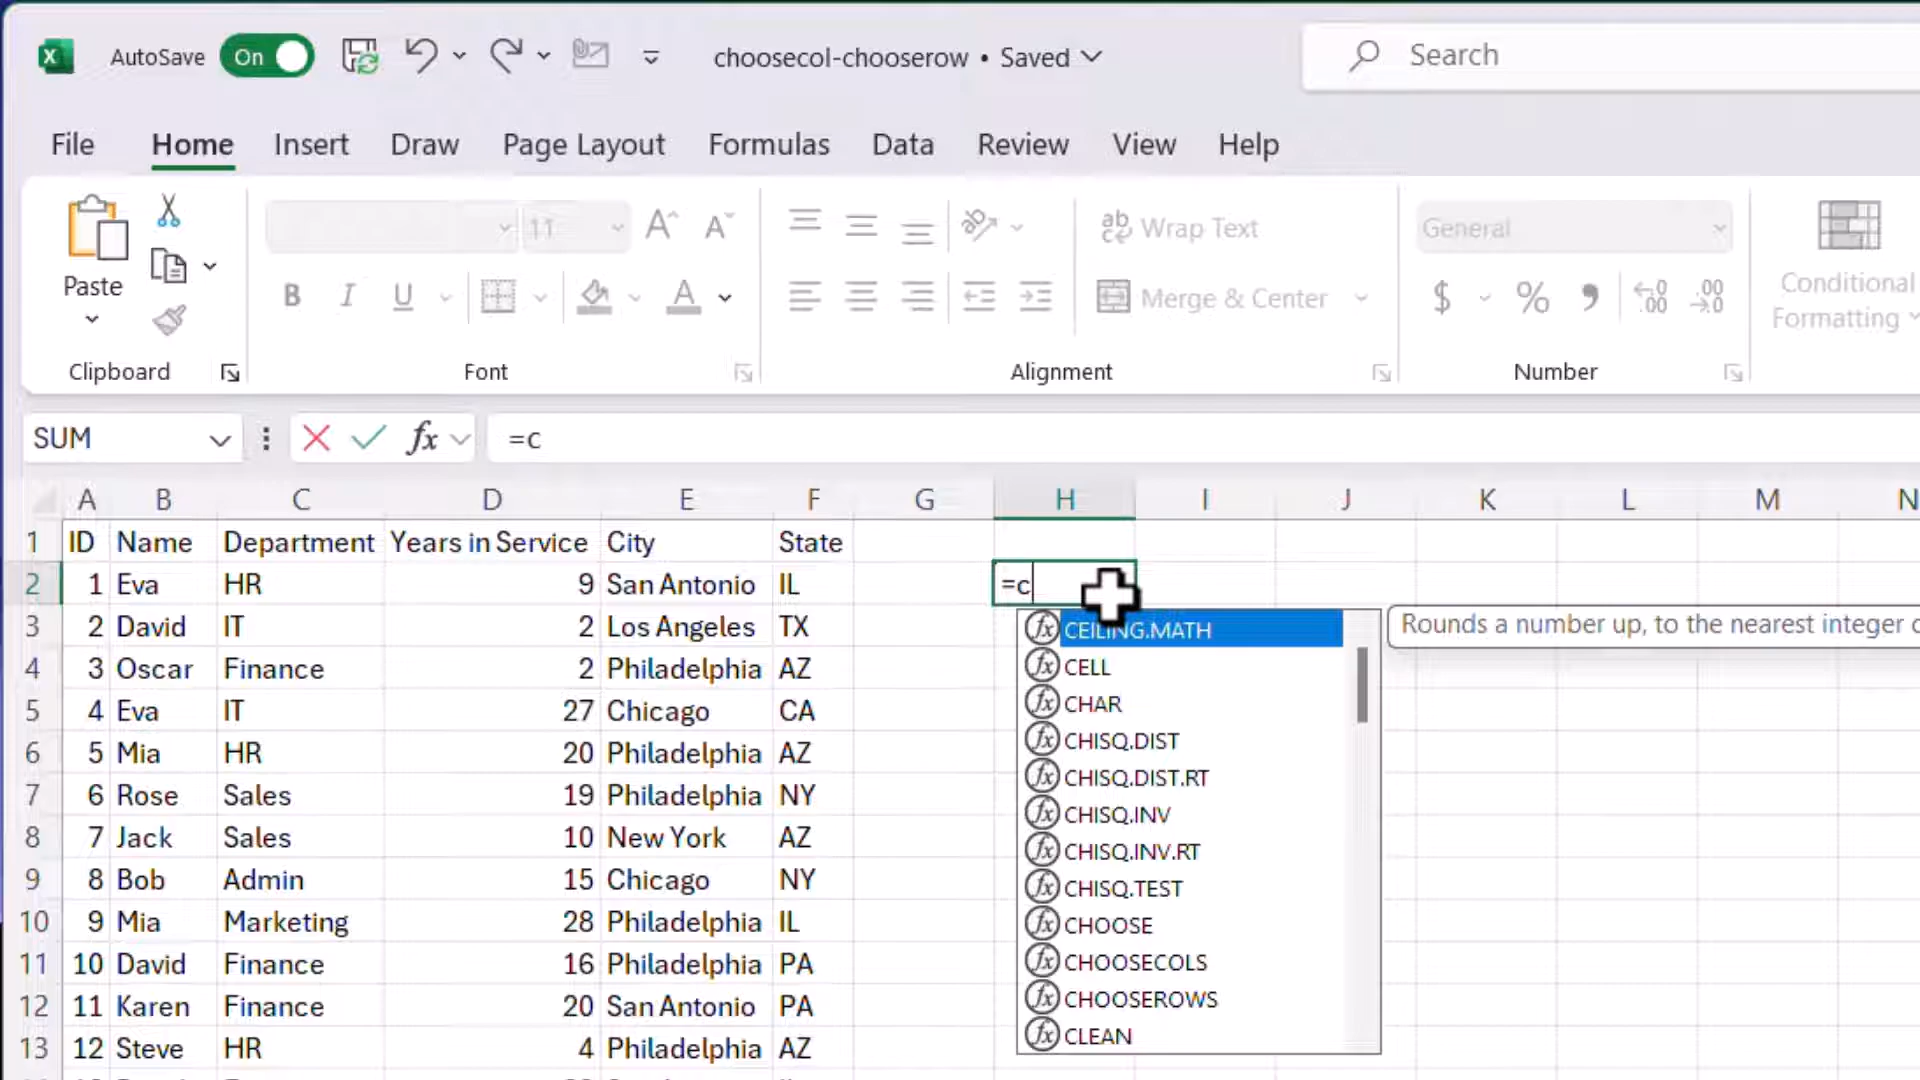 AutoSave On choosecol-chooserow • Saved Search
File Home Insert Draw Page Layout Formulas Data Review View Help
Paste
Clipboard
11
B I U A
Font
Wrap Text
Merge & Center
Alignment
General
$ %
Number
Conditional
Formatting
SUM fx =c
A B C D E F G H I J K L M N
1 ID Name Department Years in Service City State
2 1 Eva HR 9 San Antonio IL =c
3 2 David IT 2 Los Angeles TX
4 3 Oscar Finance 2 Philadelphia AZ
5 4 Eva IT 27 Chicago CA
6 5 Mia HR 20 Philadelphia AZ
7 6 Rose Sales 19 Philadelphia NY
8 7 Jack Sales 10 New York AZ
9 8 Bob Admin 15 Chicago NY
10 9 Mia Marketing 28 Philadelphia IL
11 10 David Finance 16 Philadelphia PA
12 11 Karen Finance 20 San Antonio PA
13 12 Steve HR 4 Philadelphia AZ
CEILING.MATH Rounds a number up, to the nearest integer
CELL
CHAR
CHISQ.DIST
CHISQ.DIST.RT
CHISQ.INV
CHISQ.INV.RT
CHISQ.TEST
CHOOSE
CHOOSECOLS
CHOOSEROWS
CLEAN